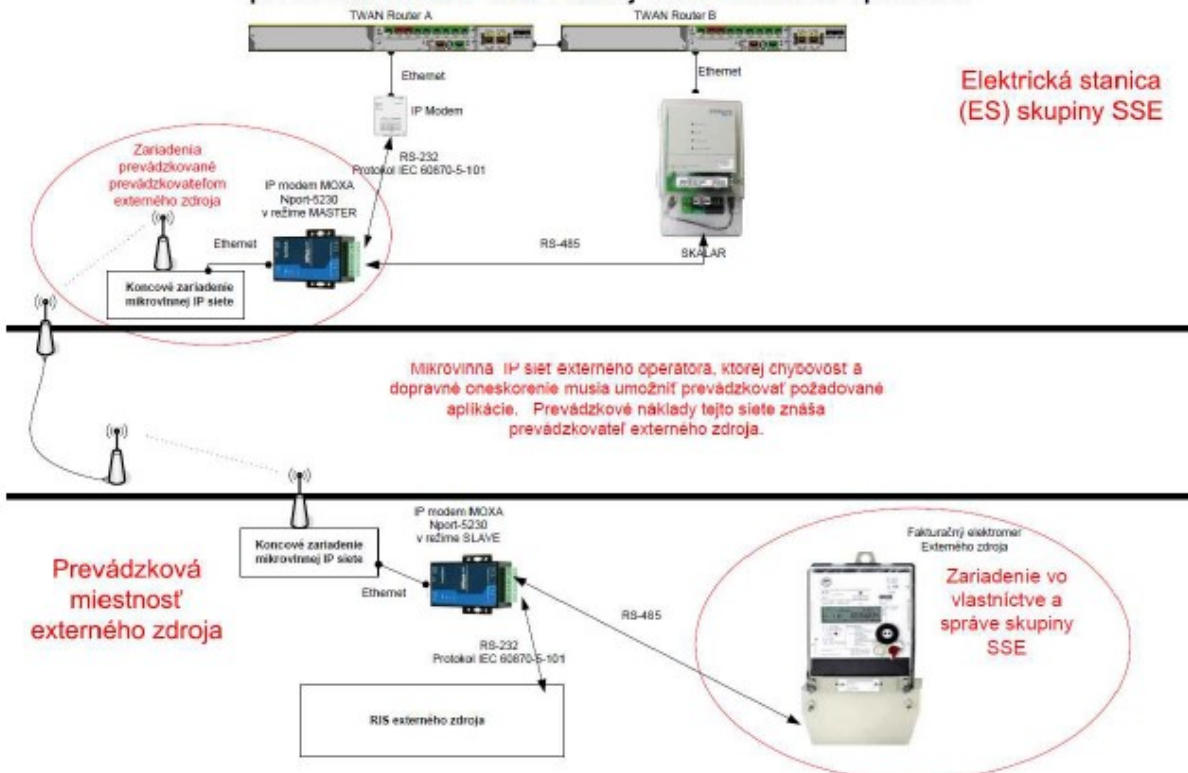 TWAN Router A
TWAN Router B
Ethernet
Ethernet
IP Modem
Elektrická stanica
(ES) skupiny SSE
Zariadenia
prevádzkované
prevádzkovateľom
externého zdroja
RS-232
Protokol IEC 60870-5-101
IP modem MOXA
Nport-5230
v režime MASTER
Ethernet
RS-485
SKALAR
Koncové zariadenie
mikrovlnnej IP siete
Mikrovlnná IP sieť externého operátora, ktorej chybovosť a
dopravné oneskorenie musia umožniť prevádzkovať požadované
aplikácie. Prevádzkové náklady tejto siete znáša
prevádzkovateľ externého zdroja.
IP modem MOXA
Nport-5230
v režime SLAVE
Koncové zariadenie
mikrovlnnej IP siete
Ethernet
Prevádzková
miestnosť
externého zdroja
RS-485
RS-232
Protokol IEC 60870-5-101
RIS externého zdroja
Fakturačný elektromer
Externého zdroja
Zariadenie vo
vlastníctve a
správe skupiny
SSE